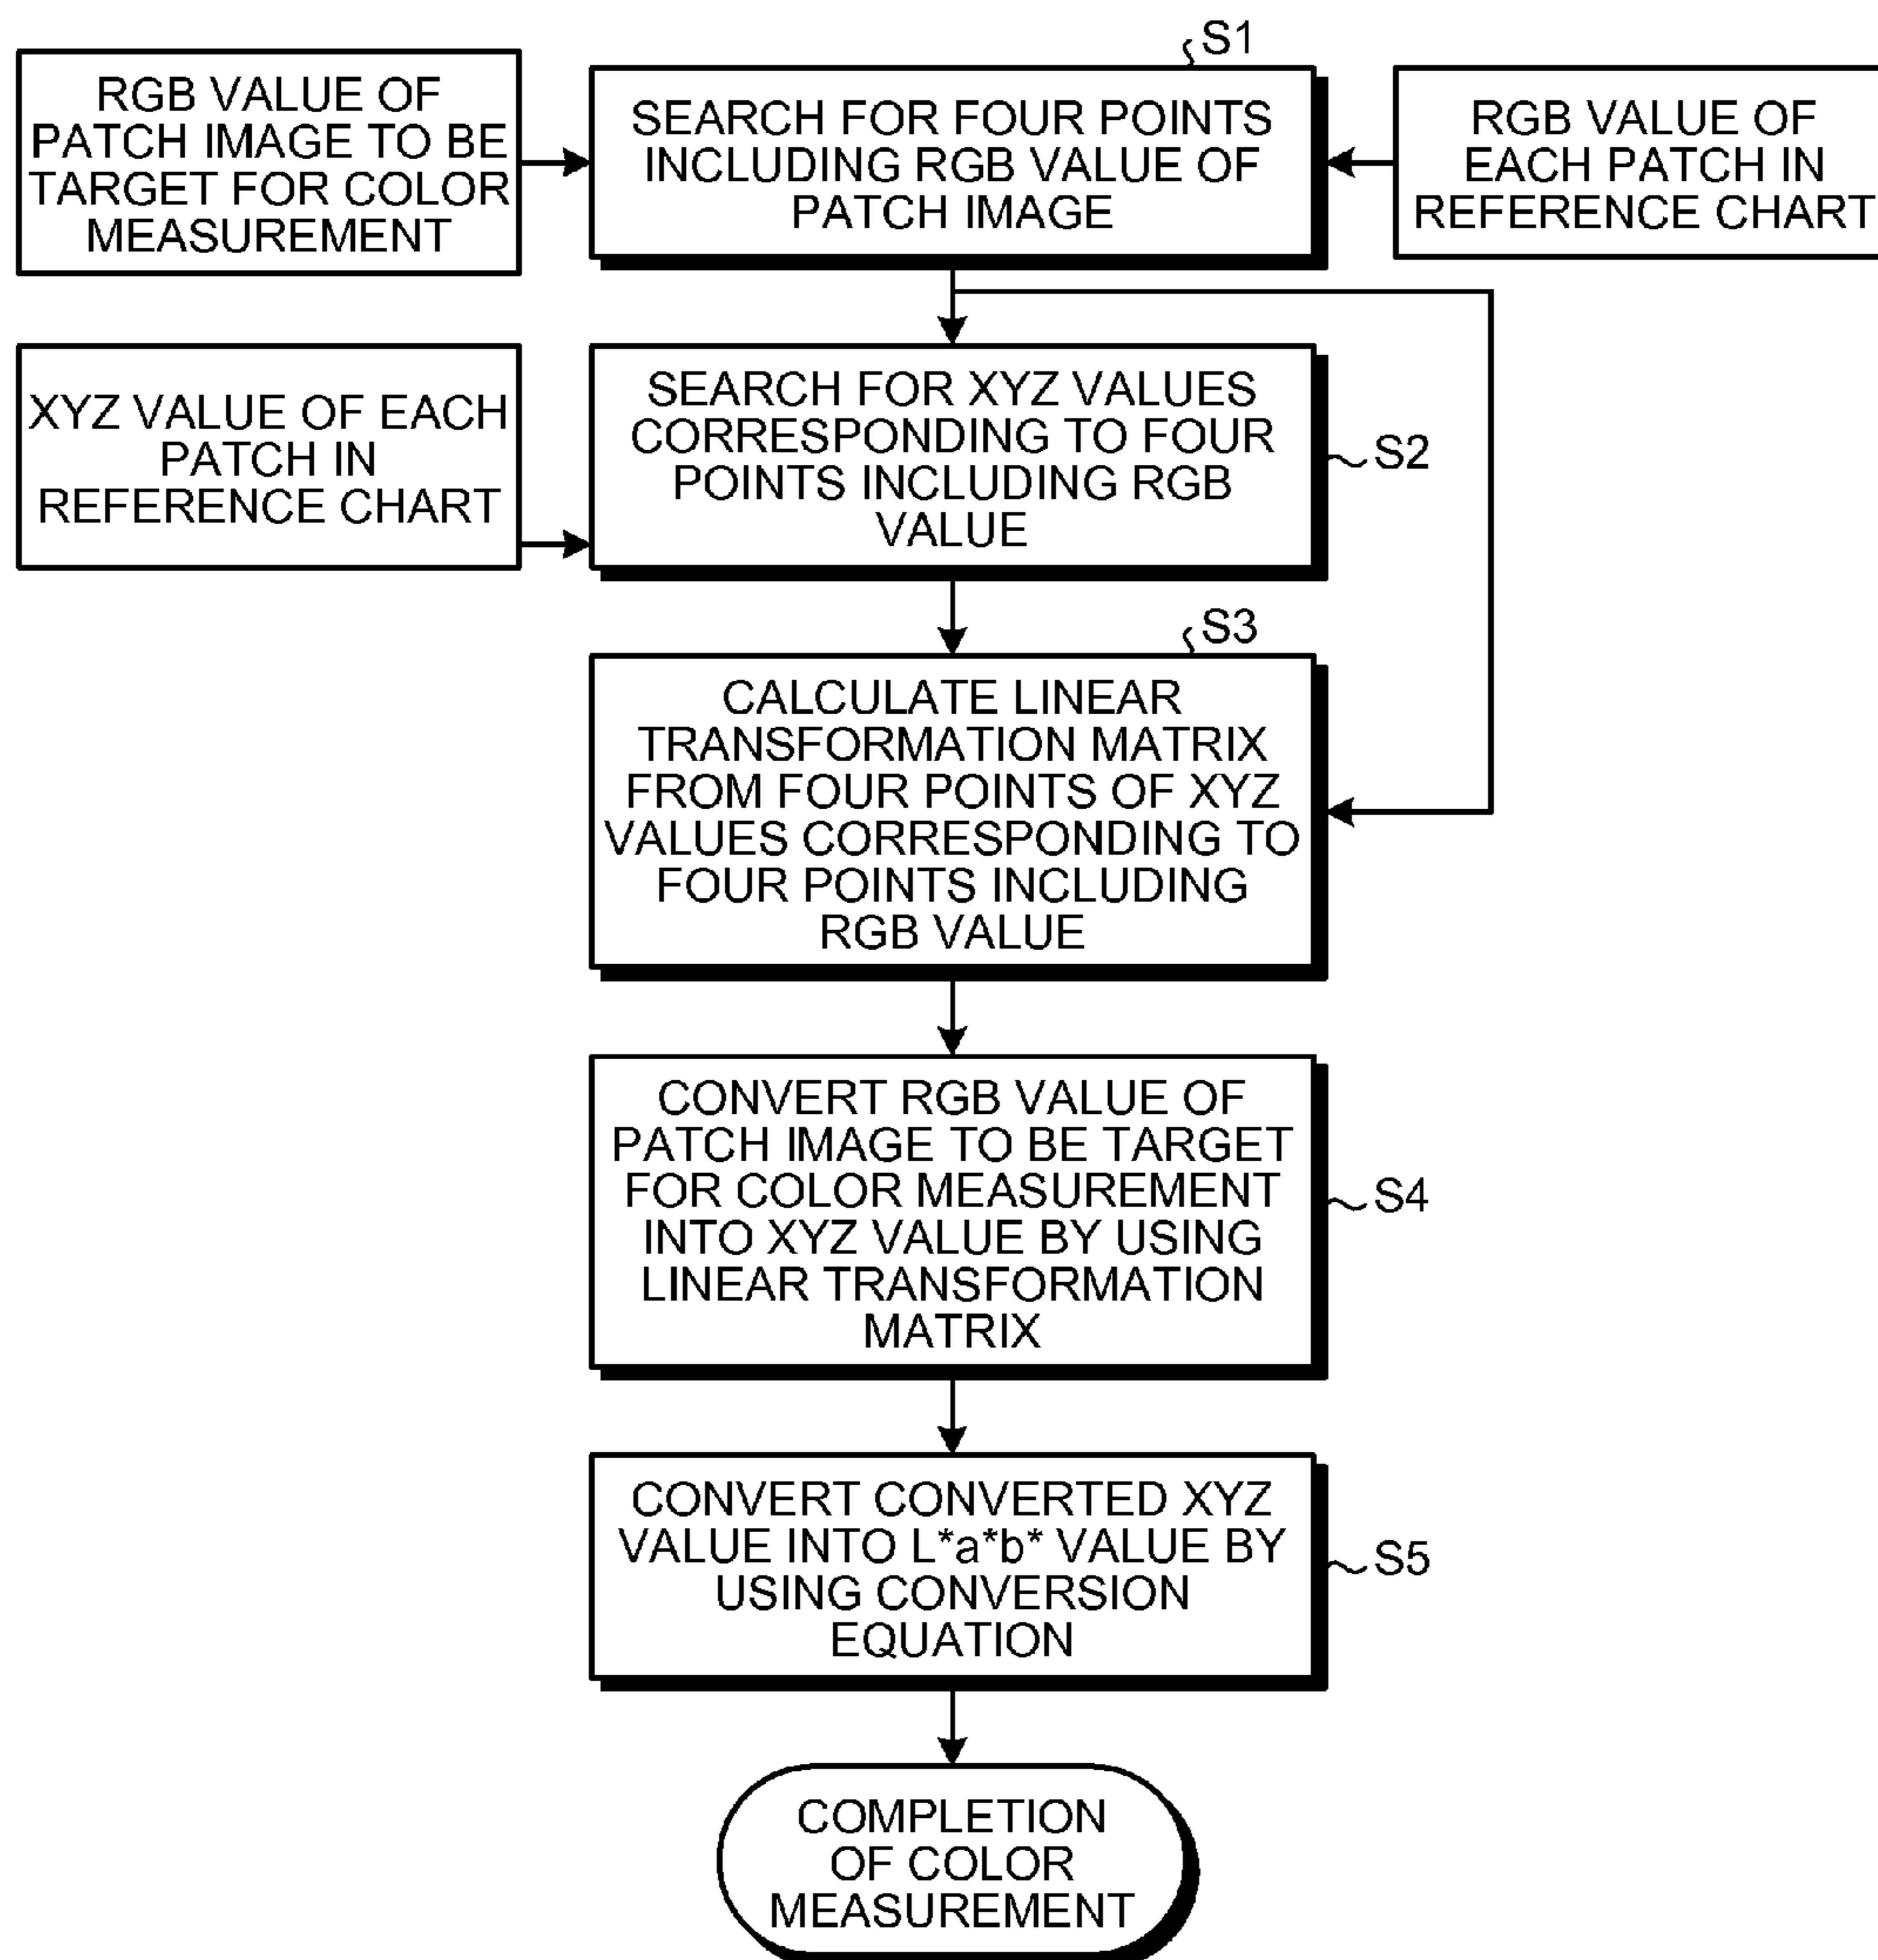 S1
RGB VALUE OF
PATCH IMAGE TO BE
TARGET FOR COLOR
MEASUREMENT
SEARCH FOR FOUR POINTS
INCLUDING RGB VALUE OF
PATCH IMAGE
RGB VALUE OF
EACH PATCH IN
REFERENCE CHART
XYZ VALUE OF EACH
PATCH IN
REFERENCE CHART
SEARCH FOR XYZ VALUES
CORRESPONDING TO FOUR
POINTS INCLUDING RGB
VALUE
S2
S3
CALCULATE LINEAR
TRANSFORMATION MATRIX
FROM FOUR POINTS OF XYZ
VALUES CORRESPONDING TO
FOUR POINTS INCLUDING
RGB VALUE
CONVERT RGB VALUE OF
PATCH IMAGE TO BE TARGET
FOR COLOR MEASUREMENT
INTO XYZ VALUE BY USING
LINEAR TRANSFORMATION
MATRIX
S4
CONVERT CONVERTED XYZ
VALUE INTO L*a*b* VALUE BY
USING CONVERSION
EQUATION
S5
COMPLETION
OF COLOR
MEASUREMENT